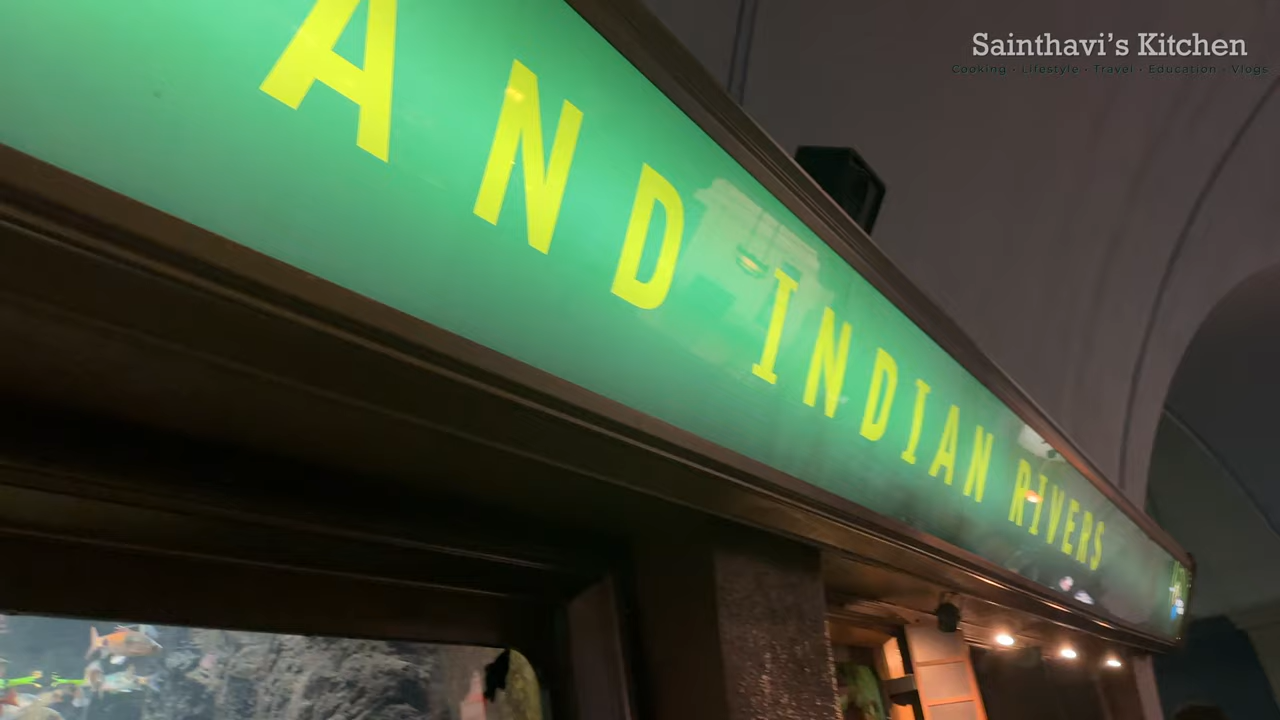 Sainthavi's Kitchen
Cooking • Lifestyle • Travel • Education • Vlogs
AND INDIAN RIVERS